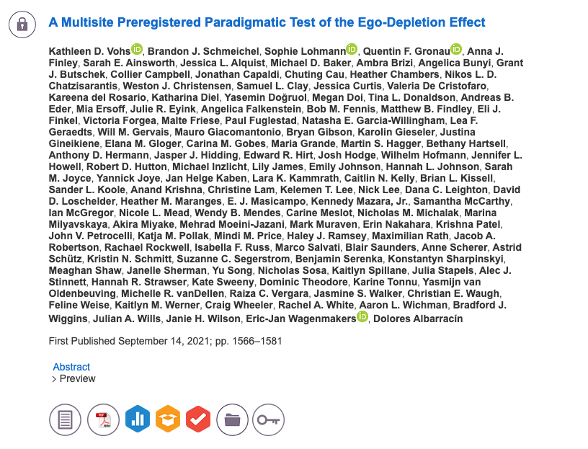 A Multisite Preregistered Paradigmatic Test of the Ego-Depletion Effect
Kathleen D. Vohs iD, Brandon J. Schmeichel, Sophie Lohmann iD, Quentin F. Gronau iD, Anna J.
Finley, Sarah E. Ainsworth, Jessica L. Alquist, Michael D. Baker, Ambra Brizi, Angelica Bunyi, Grant
J. Butschek, Collier Campbell, Jonathan Capaldi, Chuting Cau, Heather Chambers, Nikos L. D.
Chatzisarantis, Weston J. Christensen, Samuel L. Clay, Jessica Curtis, Valeria De Cristofaro,
Kareena del Rosario, Katharina Diel, Yasemin Doğruol, Megan Doi, Tina L. Donaldson, Andreas B.
Eder, Mia Ersoff, Julie R. Eyink, Angelica Falkenstein, Bob M. Fennis, Matthew B. Findley, Eli J.
Finkel, Victoria Forgea, Malte Friese, Paul Fuglestad, Natasha E. Garcia-Willingham, Lea F.
Geraedts, Will M. Gervais, Mauro Giacomantonio, Bryan Gibson, Karolin Gieseler, Justina
Gineikiene, Elana M. Gloger, Carina M. Gobes, Maria Grande, Martin S. Hagger, Bethany Hartsell,
Anthony D. Hermann, Jasper J. Hidding, Edward R. Hirt, Josh Hodge, Wilhelm Hofmann, Jennifer L.
Howell, Robert D. Hutton, Michael Inzlicht, Lily James, Emily Johnson, Hannah L. Johnson, Sarah
M. Joyce, Yannick Joye, Jan Helge Kaben, Lara K. Kammrath, Caitlin N. Kelly, Brian L. Kissell,
Sander L. Koole, Anand Krishna, Christine Lam, Kelemen T. Lee, Nick Lee, Dana C. Leighton, David
D. Loschelder, Heather M. Maranges, E. J. Masicampo, Kennedy Mazara, Jr., Samantha McCarthy,
Ian McGregor, Nicole L. Mead, Wendy B. Mendes, Carine Meslot, Nicholas M. Michalak, Marina
Milyavskaya, Akira Miyake, Mehrad Moeini-Jazani, Mark Muraven, Erin Nakahara, Krishna Patel,
John V. Petrocelli, Katja M. Pollak, Mindi M. Price, Haley J. Ramsey, Maximilian Rath, Jacob A.
Robertson, Rachael Rockwell, Isabella F. Russ, Marco Salvati, Blair Saunders, Anne Scherer, Astrid
Schütz, Kristin N. Schmitt, Suzanne C. Segerstrom, Benjamin Serenka, Konstantyn Sharpinskyi,
Meaghan Shaw, Janelle Sherman, Yu Song, Nicholas Sosa, Kaitlyn Spillane, Julia Stapels, Alec J.
Stinnett, Hannah R. Strawser, Kate Sweeny, Dominic Theodore, Karine Tonnu, Yasmijn van
Oldenbeuving, Michelle R. vanDellen, Raiza C. Vergara, Jasmine S. Walker, Christian E. Waugh,
Feline Weise, Kaitlyn M. Werner, Craig Wheeler, Rachel A. White, Aaron L. Wichman, Bradford J.
Wiggins, Julian A. Wills, Janie H. Wilson, Eric-Jan Wagenmakers iD, Dolores Albarracín
First Published September 14, 2021; pp. 1566–1581
Abstract
> Preview
PDF